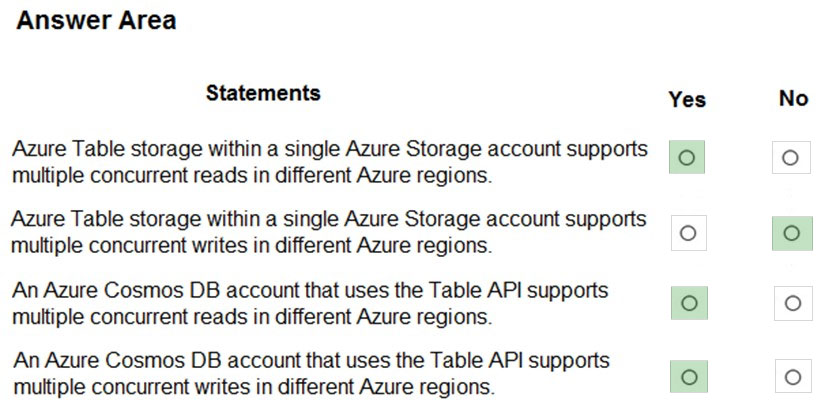 Answer Area
Statements Yes No
Azure Table storage within a single Azure Storage account supports
multiple concurrent reads in different Azure regions.
Azure Table storage within a single Azure Storage account supports
multiple concurrent writes in different Azure regions.
An Azure Cosmos DB account that uses the Table API supports
multiple concurrent reads in different Azure regions.
An Azure Cosmos DB account that uses the Table API supports
multiple concurrent writes in different Azure regions.